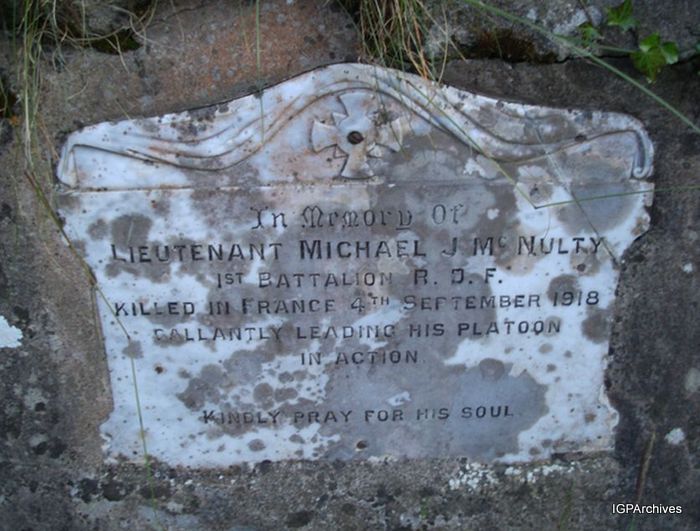 In Memory Of
LIEUTENANT MICHAEL J. McNULTY
1ST BATTALION R. D. F.
KILLED IN FRANCE 4TH SEPTEMBER 1918
GALLANTLY LEADING HIS PLATOON
IN ACTION
KINDLY PRAY FOR HIS SOUL
IGPArchives